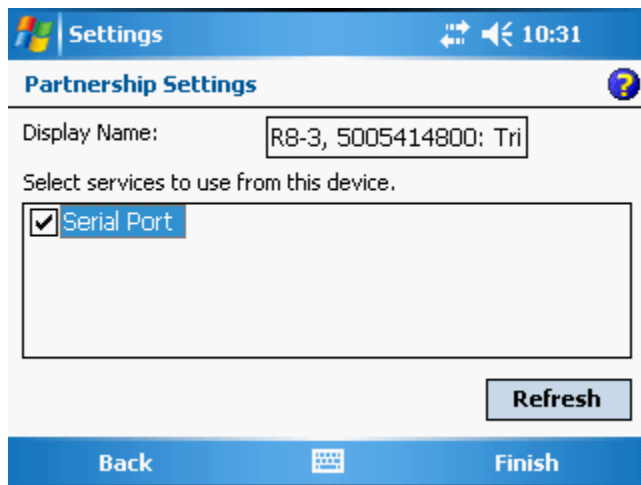 Settings 10:31
Partnership Settings ?
Display Name: R8-3, 5005414800: Tri
Select services to use from this device.
Serial Port
Refresh
Back Finish